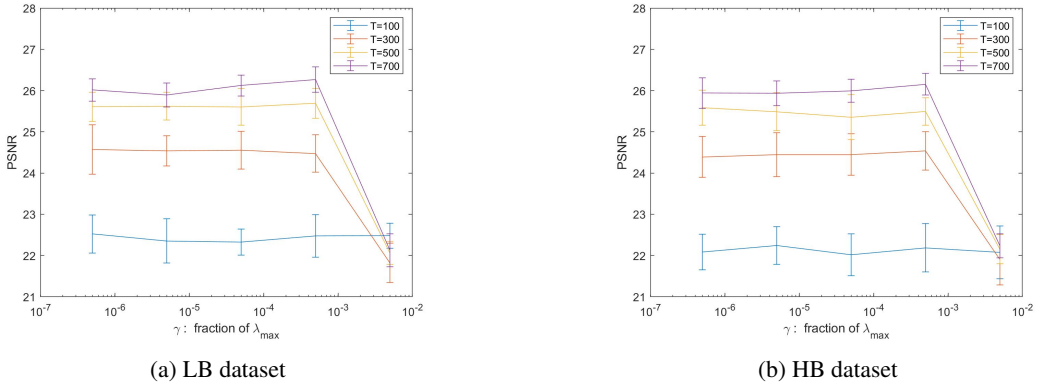 28
27
26
25
24
23
22
21
PSNR
10^-7
10^-6
10^-5
10^-4
10^-3
10^-2
γ : fraction of λ_max
T=100
T=300
T=500
T=700
(a) LB dataset
28
27
26
25
24
23
22
21
PSNR
10^-7
10^-6
10^-5
10^-4
10^-3
10^-2
γ : fraction of λ_max
T=100
T=300
T=500
T=700
(b) HB dataset